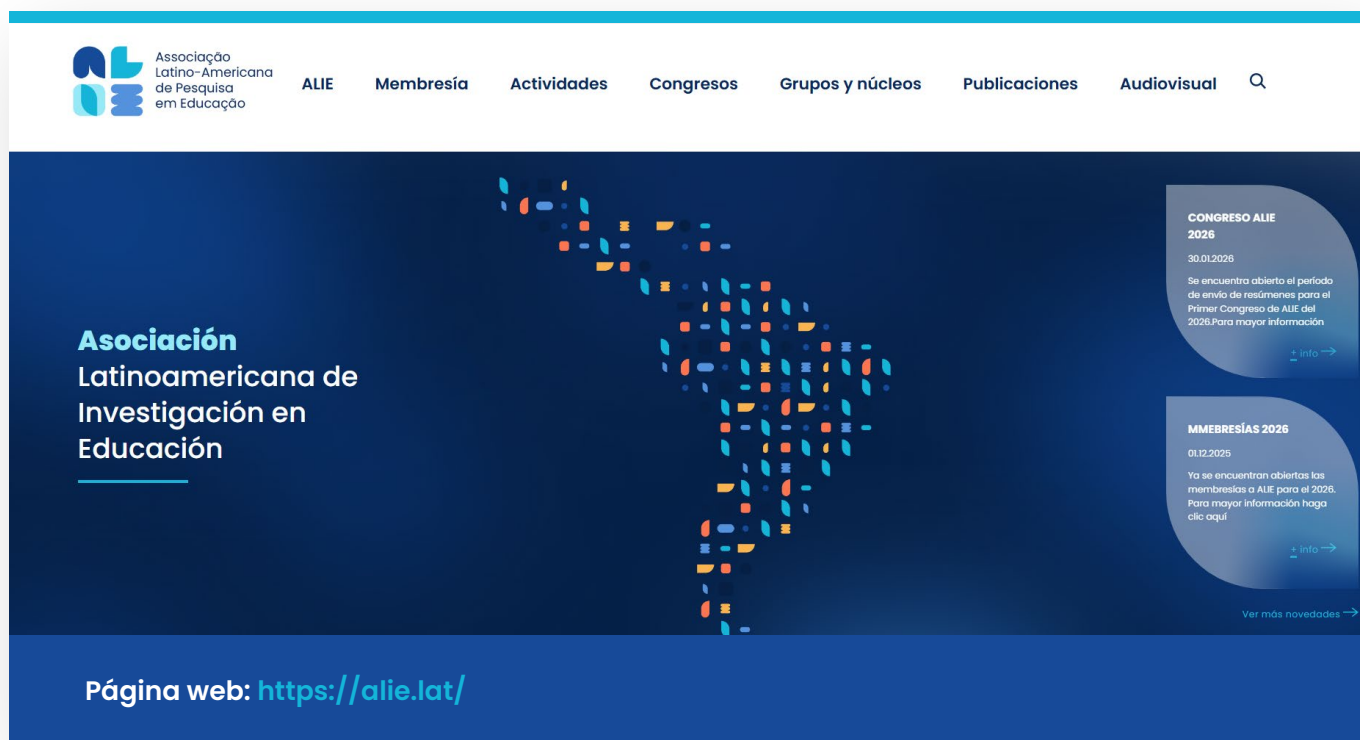 Associação
Latino-Americana
de Pesquisa
em Educação
ALIE Membresía Actividades Congresos Grupos y núcleos Publicaciones Audiovisual
Asociación
Latinoamericana de
Investigación en
Educación
CONGRESO ALIE
2026
30.01.2026
Se encuentra abierto el período
de envío de resúmenes para el
Primer Congreso de ALIE del
2026.Para mayor información
+ info
MMEBRESÍAS 2026
01.12.2025
Ya se encuentran abiertas las
membresías a ALIE para el 2026.
Para mayor información haga
clic aquí
+ info
Ver más novedades
Página web: https://alie.lat/